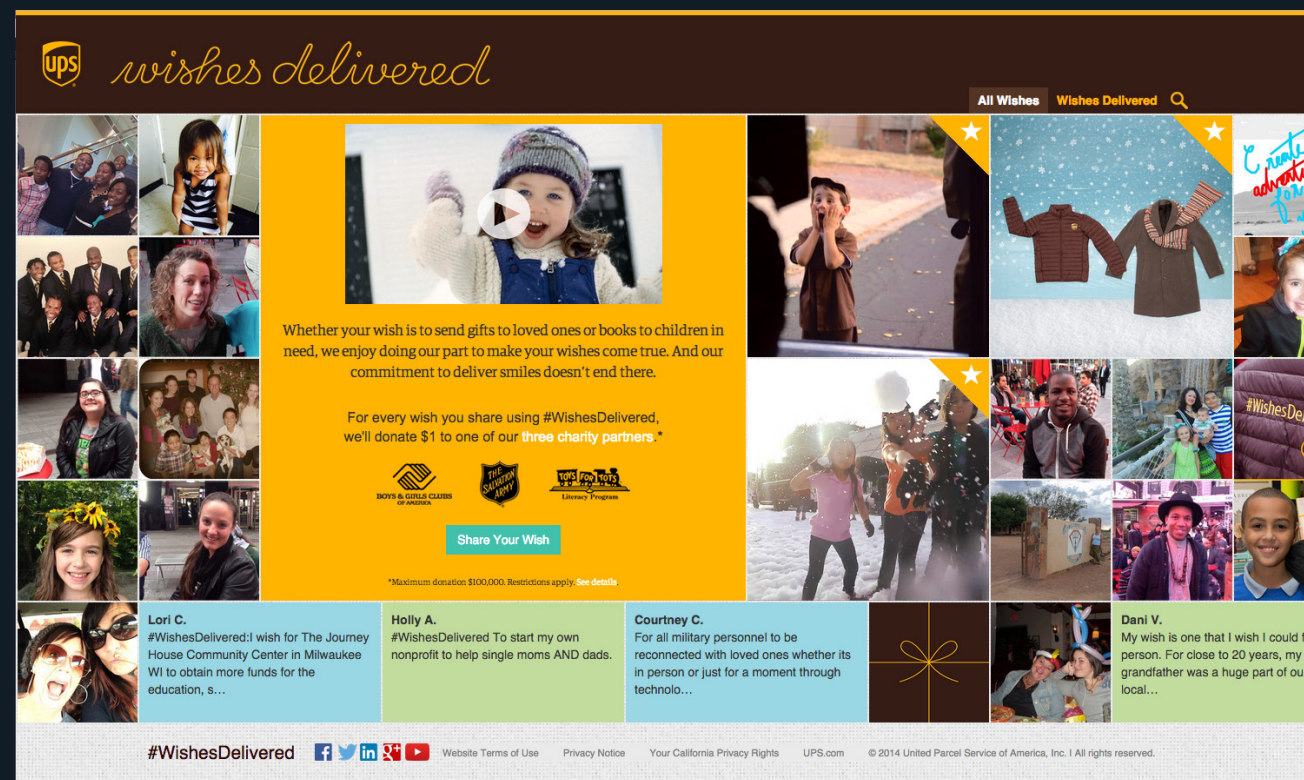 ups
wishes delivered
All Wishes
Wishes Delivered
Create
Whether your wish is to send gifts to loved ones or books to children in
need, we enjoy doing our part to make your wishes come true. And our
commitment to deliver smiles doesn't end there.
For every wish you share using #WishesDelivered,
we'll donate $1 to one of our three charity partners.*
BOYS & GIRLS CLUBS
OF AMERICA
THE
SALVATION
ARMY
TOYS FOR TOTS
Literacy Program
Share Your Wish
*Maximum donation $100,000. Restrictions apply. See details.
Lori C.
#WishesDelivered:I wish for The Journey
House Community Center in Milwaukee
WI to obtain more funds for the
education, s...
Holly A.
#WishesDelivered To start my own
nonprofit to help single moms AND dads.
Courtney C.
For all military personnel to be
reconnected with loved ones whether its
in person or just for a moment through
technolo...
Dani V.
My wish is one that I wish I could
person. For close to 20 years, my
grandfather was a huge part of
local...
#WishesDelivered
Website Terms of Use
Privacy Notice
Your California Privacy Rights
UPS.com
© 2014 United Parcel Service of America, Inc. | All rights reserved.